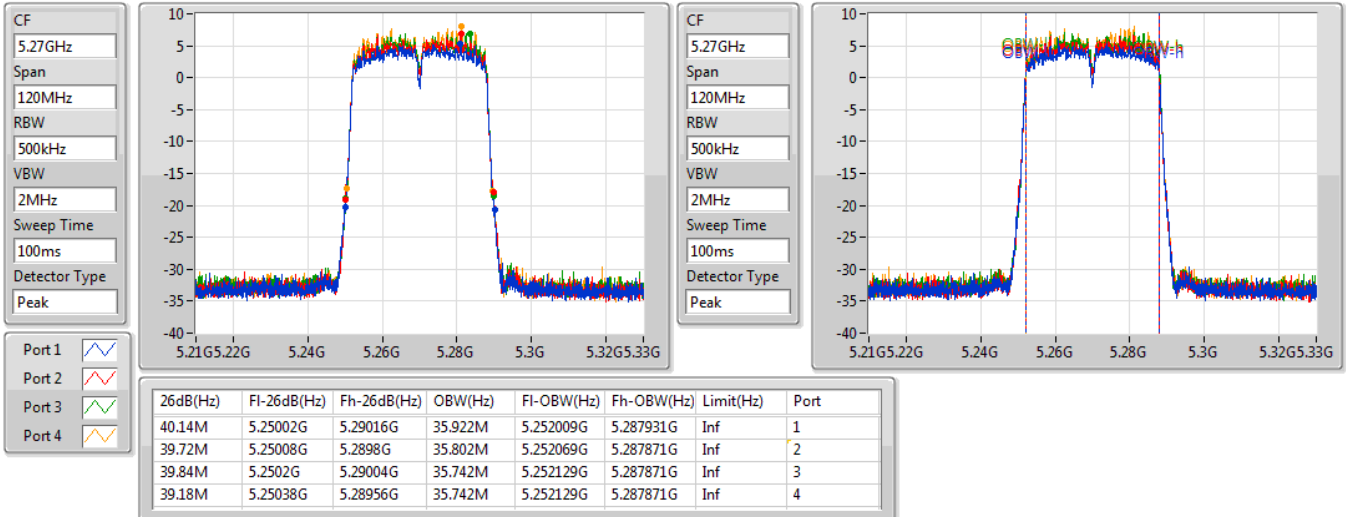 CF
5.27GHz
Span
120MHz
RBW
500kHz
VBW
2MHz
Sweep Time
100ms
Detector Type
Peak
10
5
0
-5
-10
-15
-20
-25
-30
-35
-40
5.21G 5.22G 5.24G 5.26G 5.28G 5.3G 5.32G 5.33G
CF
5.27GHz
Span
120MHz
RBW
500kHz
VBW
2MHz
Sweep Time
100ms
Detector Type
Peak
10
5
0
-5
-10
-15
-20
-25
-30
-35
-40
5.21G 5.22G 5.24G 5.26G 5.28G 5.3G 5.32G 5.33G
Port 1
Port 2
Port 3
Port 4
26dB(Hz) Fl-26dB(Hz) Fh-26dB(Hz) OBW(Hz) Fl-OBW(Hz) Fh-OBW(Hz) Limit(Hz) Port
40.14M 5.25002G 5.29016G 35.922M 5.252009G 5.287931G Inf 1
39.72M 5.25008G 5.2898G 35.802M 5.252069G 5.287871G Inf 2
39.84M 5.2502G 5.29004G 35.742M 5.252129G 5.287871G Inf 3
39.18M 5.25038G 5.28956G 35.742M 5.252129G 5.287871G Inf 4